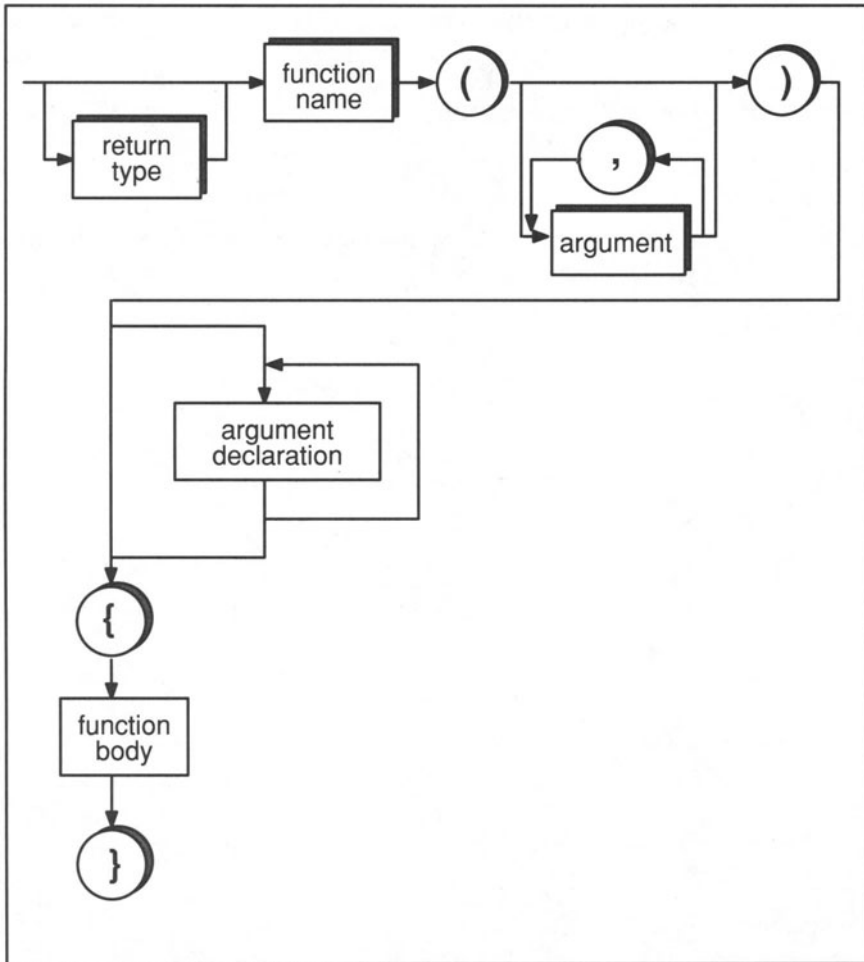 function
name
(
)
return
type
,
argument
argument
declaration
{
function
body
}